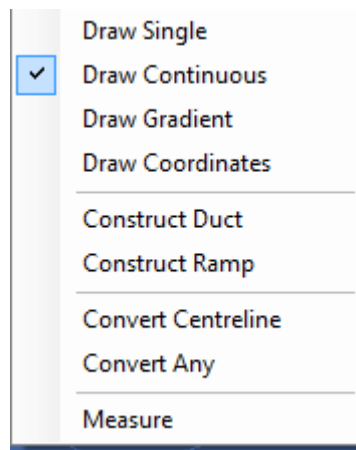 Draw Single
Draw Continuous
Draw Gradient
Draw Coordinates
Construct Duct
Construct Ramp
Convert Centreline
Convert Any
Measure